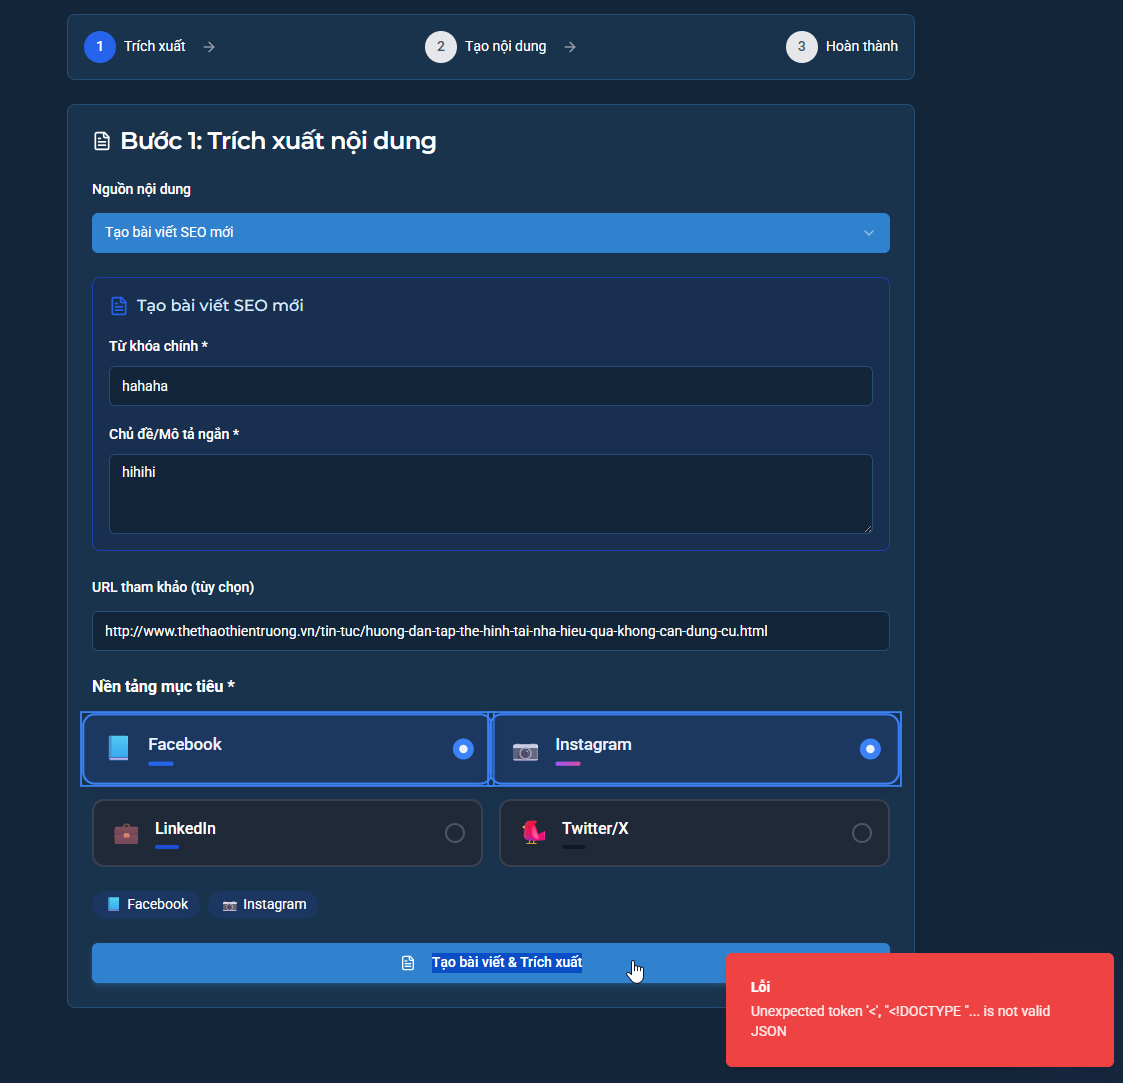 1 Trích xuất → 2 Tạo nội dung → 3 Hoàn thành
Bước 1: Trích xuất nội dung
Nguồn nội dung
Tạo bài viết SEO mới
Tạo bài viết SEO mới
Từ khóa chính *
hahaha
Chủ đề/Mô tả ngắn *
hihihi
URL tham khảo (tùy chọn)
http://www.thethaothientruong.vn/tin-tuc/huong-dan-tap-the-hinh-tai-nha-hieu-qua-khong-can-dung-cu.html
Nền tảng mục tiêu *
Facebook
Instagram
LinkedIn
Twitter/X
Facebook Instagram
Tạo bài viết & Trích xuất
Lỗi
Unexpected token '<', "<!DOCTYPE "... is not valid
JSON